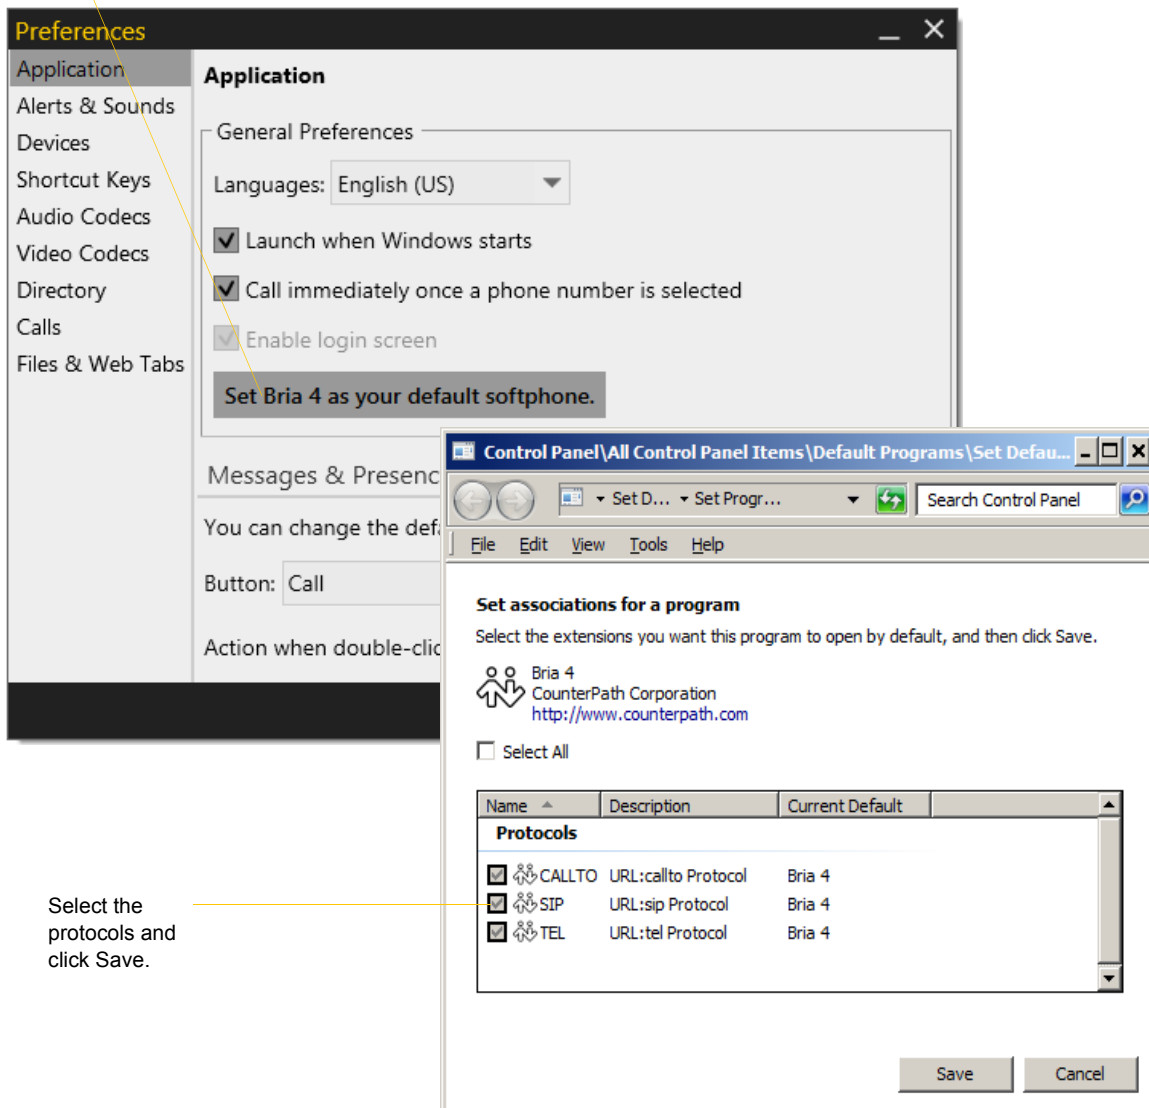 Preferences
Application
Alerts & Sounds
Devices
Shortcut Keys
Audio Codecs
Video Codecs
Directory
Calls
Files & Web Tabs
Application
General Preferences
Languages: English (US)
Launch when Windows starts
Call immediately once a phone number is selected
Enable login screen
Set Bria 4 as your default softphone.
Messages & Presenc
You can change the defa
Button: Call
Action when double-clic
Control Panel\All Control Panel Items\Default Programs\Set Defau...
Set D... Set Progr... Search Control Panel
File Edit View Tools Help
Set associations for a program
Select the extensions you want this program to open by default, and then click Save.
Bria 4
CounterPath Corporation
http://www.counterpath.com
Select All
Name Description Current Default
Protocols
CALLTO URL:callto Protocol Bria 4
SIP URL:sip Protocol Bria 4
TEL URL:tel Protocol Bria 4
Save Cancel
Select the
protocols and
click Save.